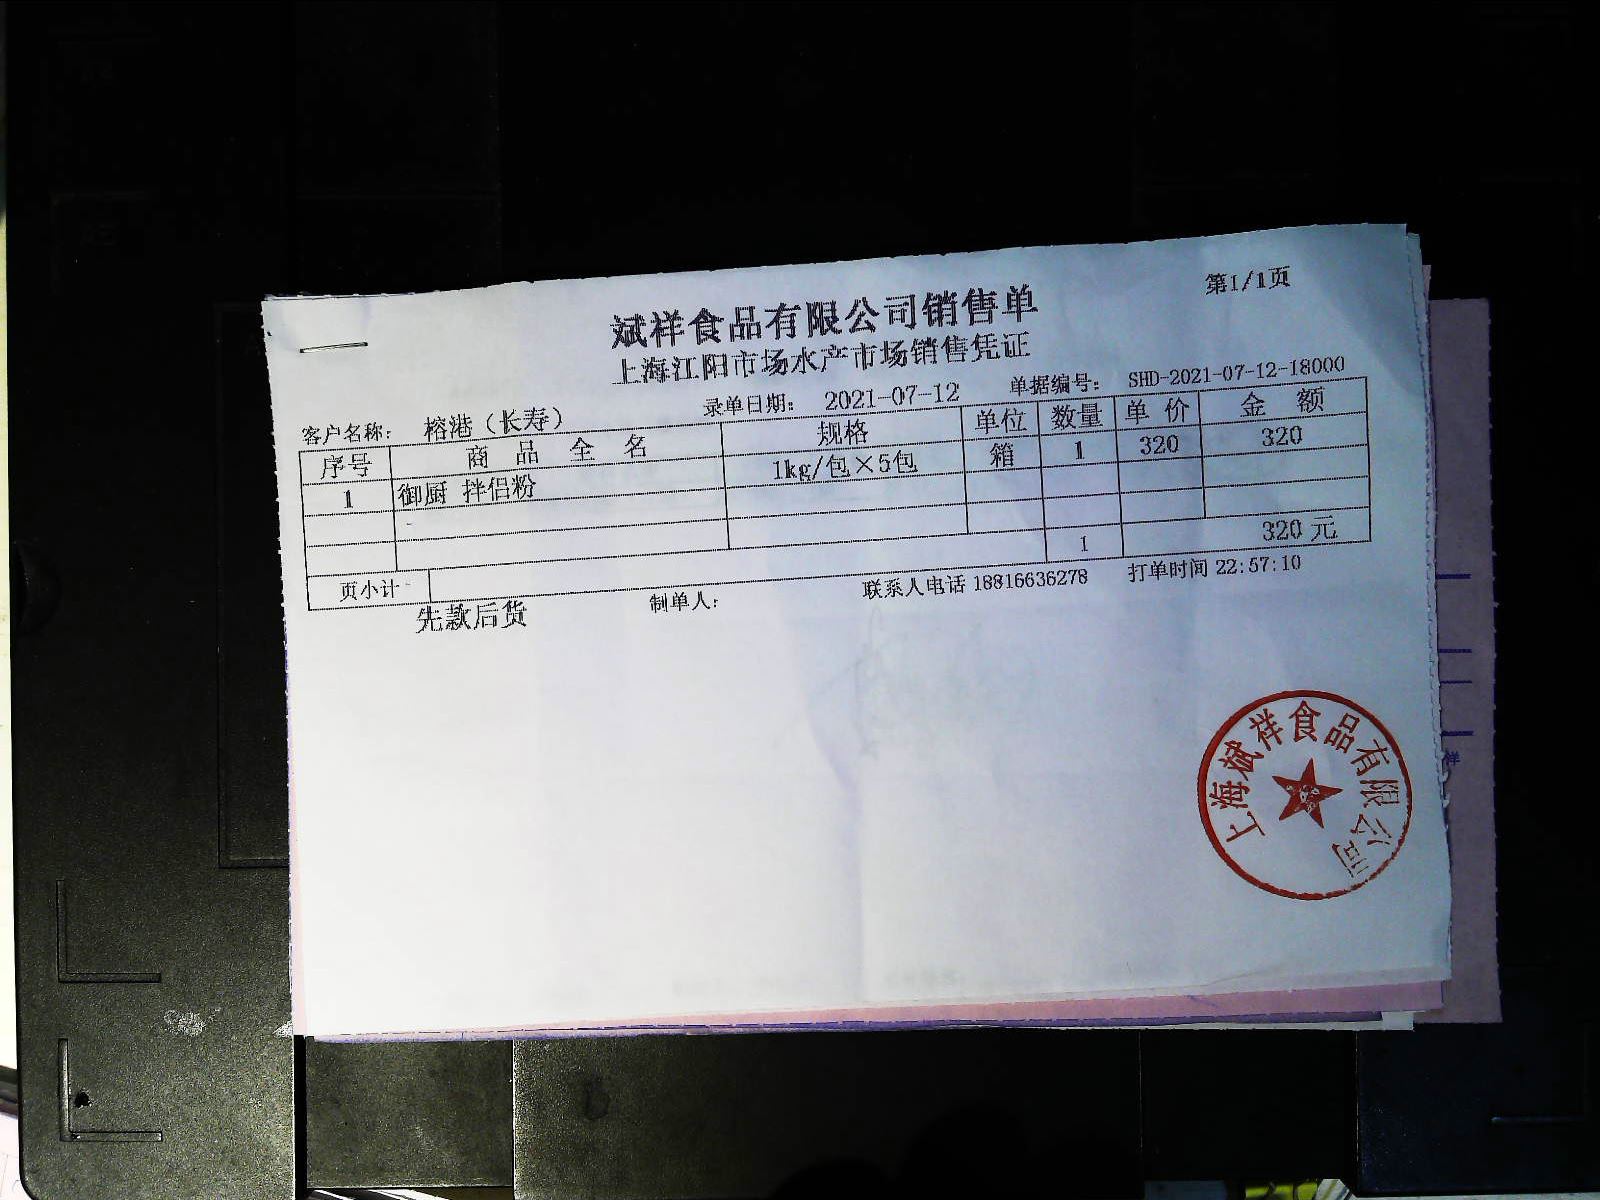 第1/1页
斌祥食品有限公司销售单
上海江阳市场水产市场销售凭证
客户名称： 榕港（长寿） 录单日期： 2021-07-12 单据编号： SHD-2021-07-12-18000
序号 商 品 全 名 规格 单位 数量 单 价 金 额
1 御厨 拌侣粉 1kg/包×5包 箱 1 320 320
页小计 1 320 元
先款后货 制单人： 联系人电话 18816636278 打单时间 22:57:10
上海斌祥食品有限公司